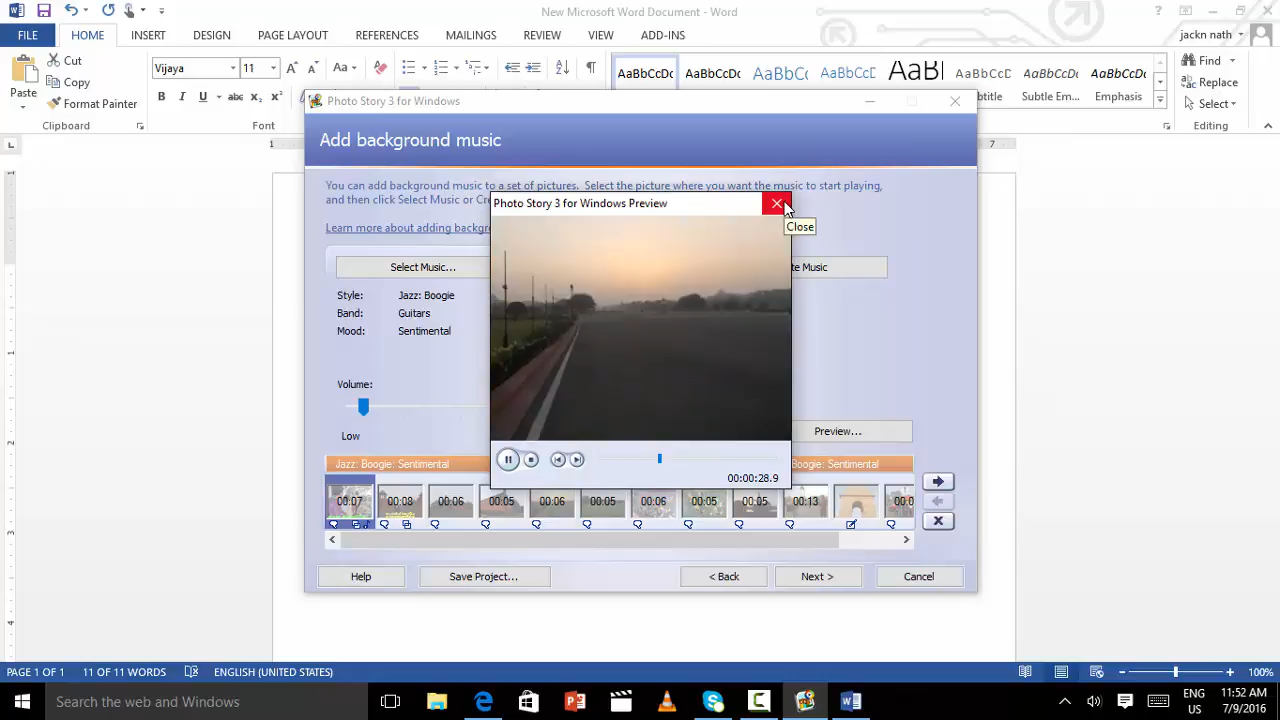 New Microsoft Word Document - Word
FILE HOME INSERT DESIGN PAGE LAYOUT REFERENCES MAILINGS REVIEW VIEW ADD-INS jackn nath
Paste
Cut
Copy
Format Painter
Clipboard
Vijaya 11
Font
AaBbCcDc AaBbCcDc AaBbCc AaBbCcC AaBl AaBbCcD AaBbCcDc AaBbCcDc
btitle Subtle Em... Emphasis
Find
Replace
Select
Editing
Photo Story 3 for Windows
Add background music
You can add background music to a set of pictures. Select the picture where you want the music to start playing,
and then click Select Music or Cre
Learn more about adding backgro
Photo Story 3 for Windows Preview
Close
Select Music...
te Music
Style: Jazz: Boogie
Band: Guitars
Mood: Sentimental
Volume:
Low
Preview...
00:00:28.9
Jazz: Boogie: Sentimental
Boogie: Sentimental
00:07 00:08 00:06 00:05 00:06 00:05 00:06 00:05 00:05 00:13 00:0
Help Save Project... < Back Next > Cancel
PAGE 1 OF 1 11 OF 11 WORDS ENGLISH (UNITED STATES) 100%
Search the web and Windows
ENG
US
11:52 AM
7/9/2016